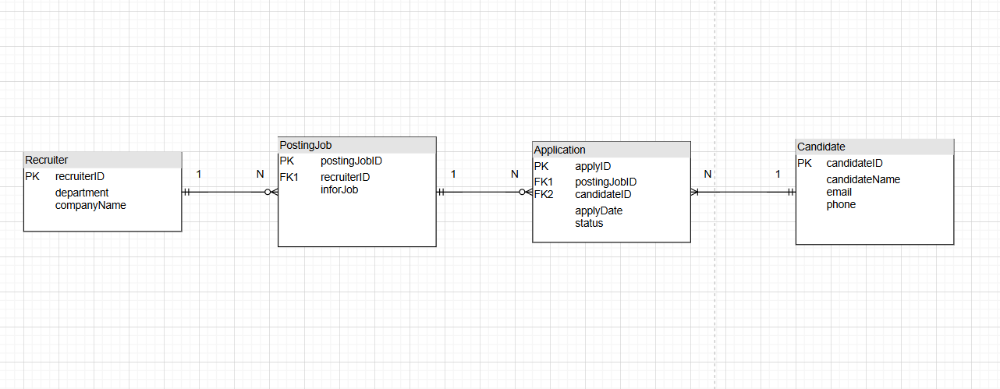 Recruiter
PK recruiterID
department
companyName
1
N
PostingJob
PK postingJobID
FK1 recruiterID
inforJob
1
N
Application
PK applyID
FK1 postingJobID
FK2 candidateID
applyDate
status
N
1
Candidate
PK candidateID
candidateName
email
phone